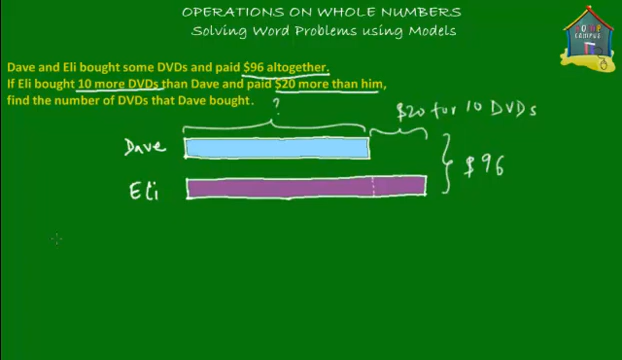 OPERATIONS ON WHOLE NUMBERS
Solving Word Problems using Models
HOME
CAMPUS
Dave and Eli bought some DVDs and paid $96 altogether.
If Eli bought 10 more DVDs than Dave and paid $20 more than him,
find the number of DVDs that Dave bought.
?
$20 for 10 DVDs
Dave
$96
Eli